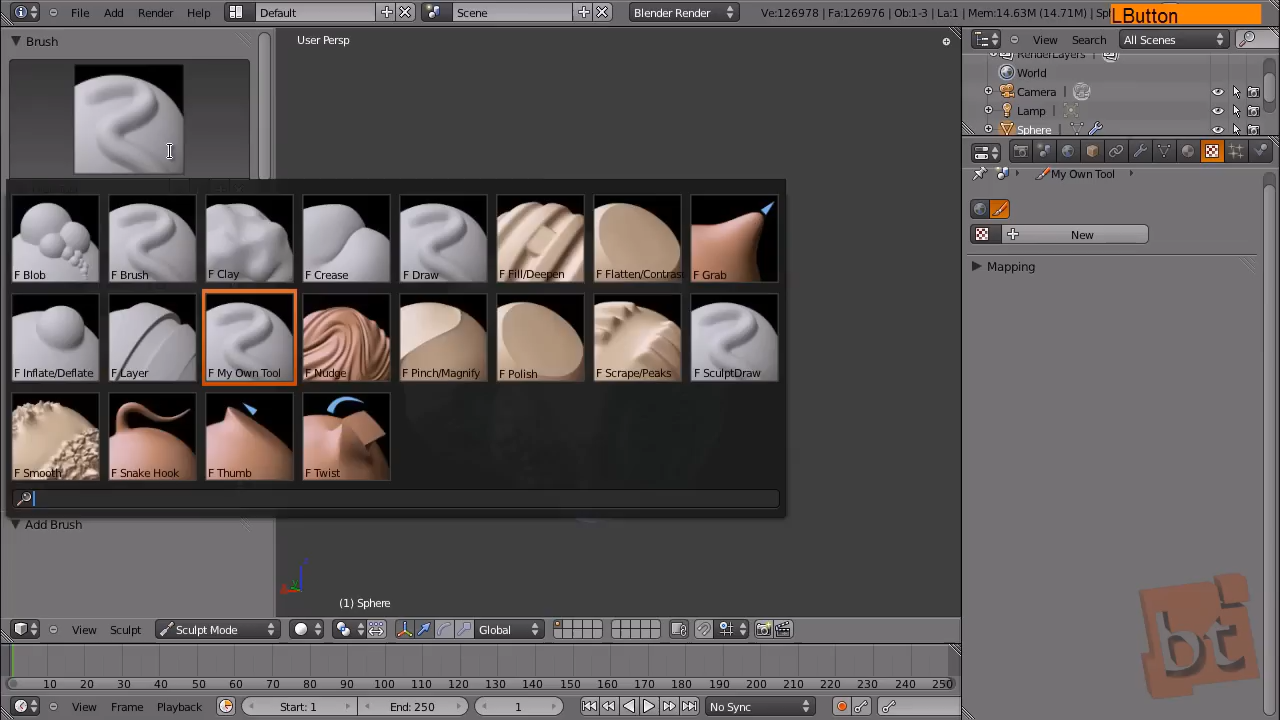 File Add Render Help Default Scene Blender Render Ve:126978 | Fa:126976 | Ob:1-3 | La:1 | Mem:14.63M (14.71M) | LButton
Brush
User Persp
View Search All Scenes
World
Camera
Lamp
Sphere
My Own Tool
New
Mapping
F Blob F Brush F Clay F Crease F Draw F Fill/Deepen F Flatten/Contras F Grab
F Inflate/Deflate F Layer F My Own Tool F Nudge F Pinch/Magnify F Polish F Scrape/Peaks F SculptDraw
F Smooth F Snake Hook F Thumb F Twist
Add Brush
(1) Sphere
View Sculpt Sculpt Mode Global
10 20 30 40 50 60 70 80 90 100 110 120 130 140 150 160 170 180 190 200 210 220 230 240 250
View Frame Playback Start: 1 End: 250 1 No Sync
bt